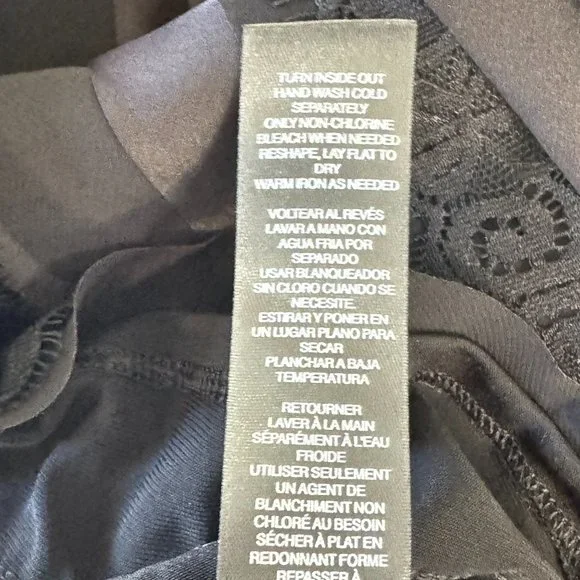 TURN INSIDE OUT
HAND WASH COLD
SEPARATELY
ONLY NON-CHLORINE
BLEACH WHEN NEEDED
RESHAPE, LAY FLAT TO
DRY
WARM IRON AS NEEDED
VOLTEAR AL REVÉS
LAVAR A MANO CON
AGUA FRIA POR
SEPARADO
USAR BLANQUEADOR
SIN CLORO CUANDO SE
NECESITE.
ESTIRAR Y PONER EN
UN LUGAR PLANO PARA
SECAR
PLANCHAR A BAJA
TEMPERATURA
RETOURNER
LAVER À LA MAIN
SÉPARÉMENT À L'EAU
FROIDE
UTILISER SEULEMENT
UN AGENT DE
BLANCHIMENT NON
CHLORÉ AU BESOIN
SÉCHER À PLAT EN
REDONNANT FORME
REPASSER À